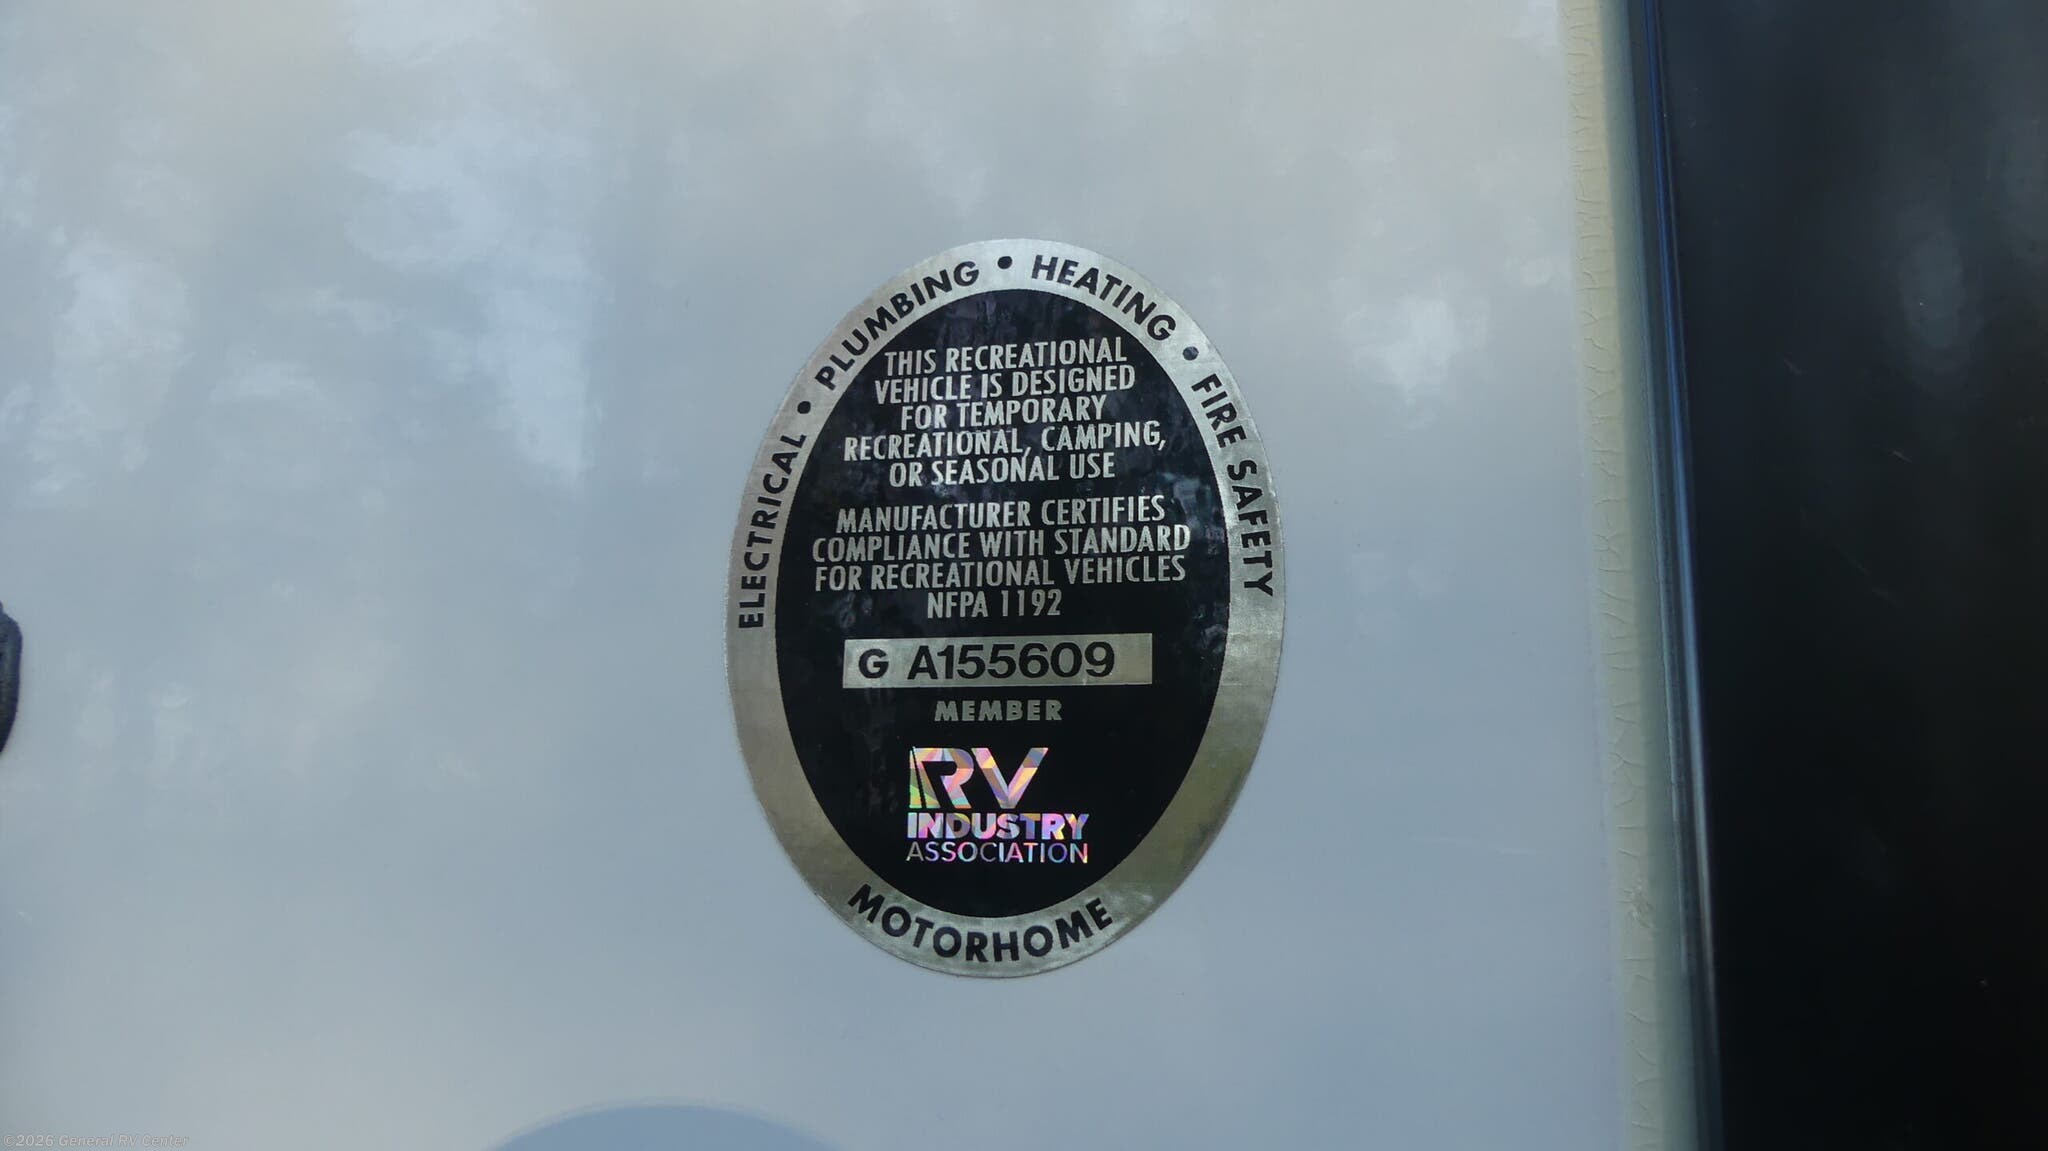 ELECTRICAL • PLUMBING • HEATING • FIRE SAFETY
THIS RECREATIONAL
VEHICLE IS DESIGNED
FOR TEMPORARY
RECREATIONAL, CAMPING,
OR SEASONAL USE
MANUFACTURER CERTIFIES
COMPLIANCE WITH STANDARD
FOR RECREATIONAL VEHICLES
NFPA 1192
G A155609
MEMBER
RV
INDUSTRY
ASSOCIATION
MOTORHOME
©2026 General RV Center